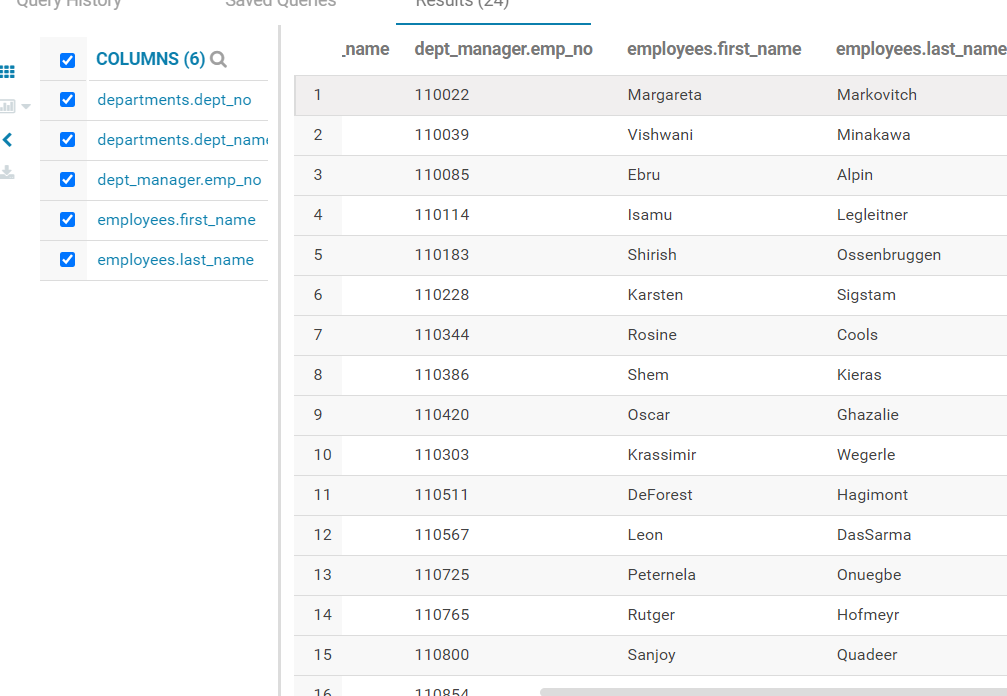 Query History Saved Queries Results (24)
COLUMNS (6)
departments.dept_no
departments.dept_name
dept_manager.emp_no
employees.first_name
employees.last_name
_name dept_manager.emp_no employees.first_name employees.last_name
1 110022 Margareta Markovitch
2 110039 Vishwani Minakawa
3 110085 Ebru Alpin
4 110114 Isamu Legleitner
5 110183 Shirish Ossenbruggen
6 110228 Karsten Sigstam
7 110344 Rosine Cools
8 110386 Shem Kieras
9 110420 Oscar Ghazalie
10 110303 Krassimir Wegerle
11 110511 DeForest Hagimont
12 110567 Leon DasSarma
13 110725 Peternela Onuegbe
14 110765 Rutger Hofmeyr
15 110800 Sanjoy Quadeer
16 110854